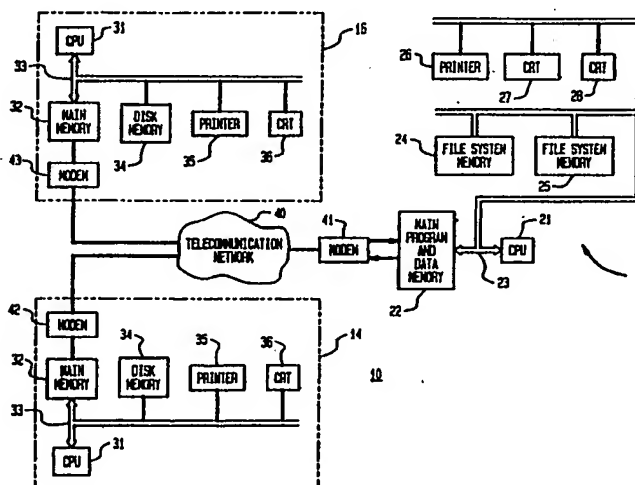 31
CPU
33
32
MAIN
MEMORY
43
MODEM
DISK
MEMORY
34
PRINTER
35
CRT
36
16
26
PRINTER
CRT
27
CRT
28
24
FILE SYSTEM
MEMORY
FILE SYSTEM
MEMORY
25
40
TELECOMMUNICATION
NETWORK
41
MODEM
MAIN
PROGRAM
AND
DATA
MEMORY
22
21
CPU
23
42
MODEM
32
MAIN
MEMORY
33
CPU
31
34
DISK
MEMORY
35
PRINTER
36
CRT
14
10